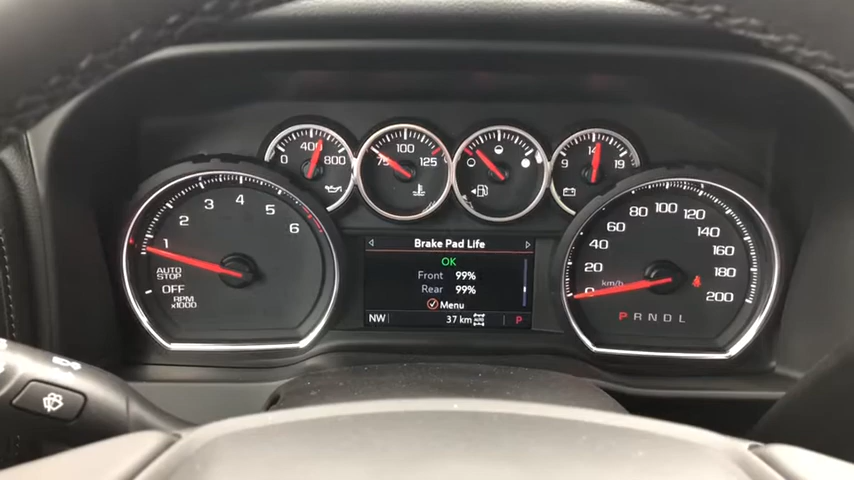 0 400 800
75 100 125
9 14 19
1 2 3 4 5 6
AUTO
STOP
OFF
RPM
x1000
Brake Pad Life
OK
Front 99%
Rear 99%
Menu
NW 37 km AUTO P
0 20 40 60 80 100 120 140 160 180 200
km/h
P R N D L